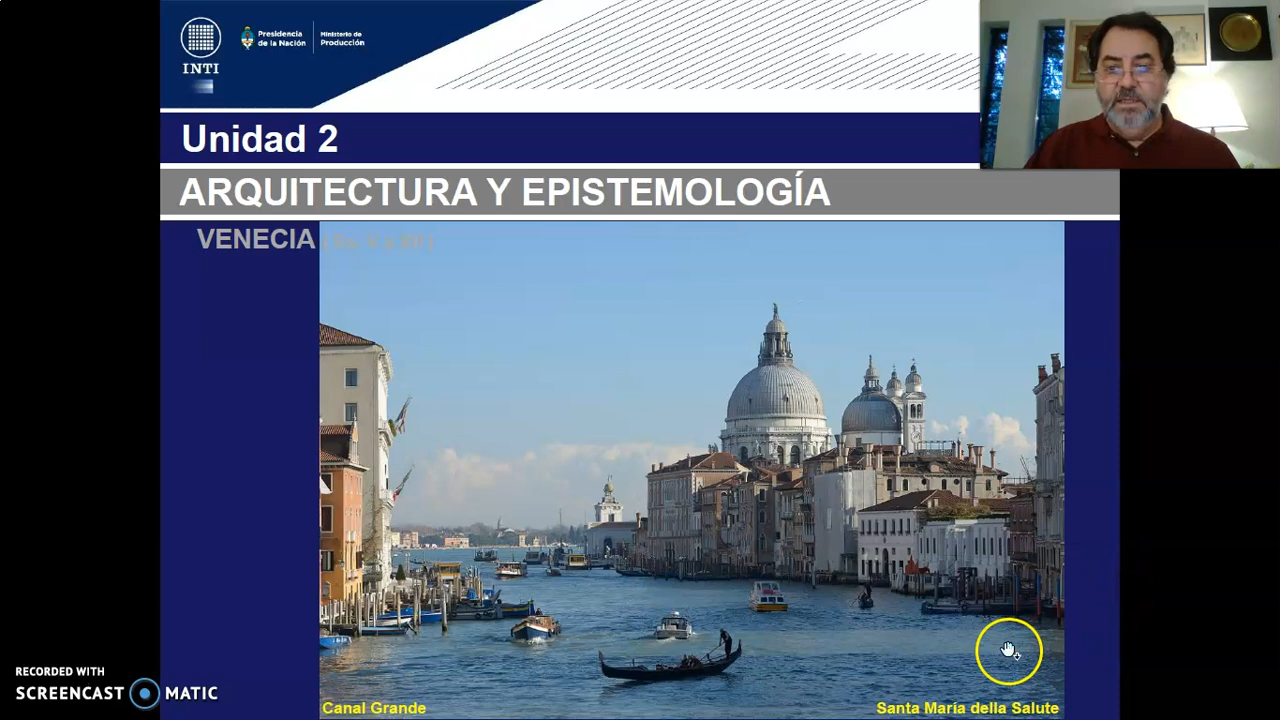 INTI
Presidencia
de la Nación
Ministerio de
Producción
Unidad 2
ARQUITECTURA Y EPISTEMOLOGÍA
VENECIA
Canal Grande
Santa María della Salute
RECORDED WITH
SCREENCAST MATIC